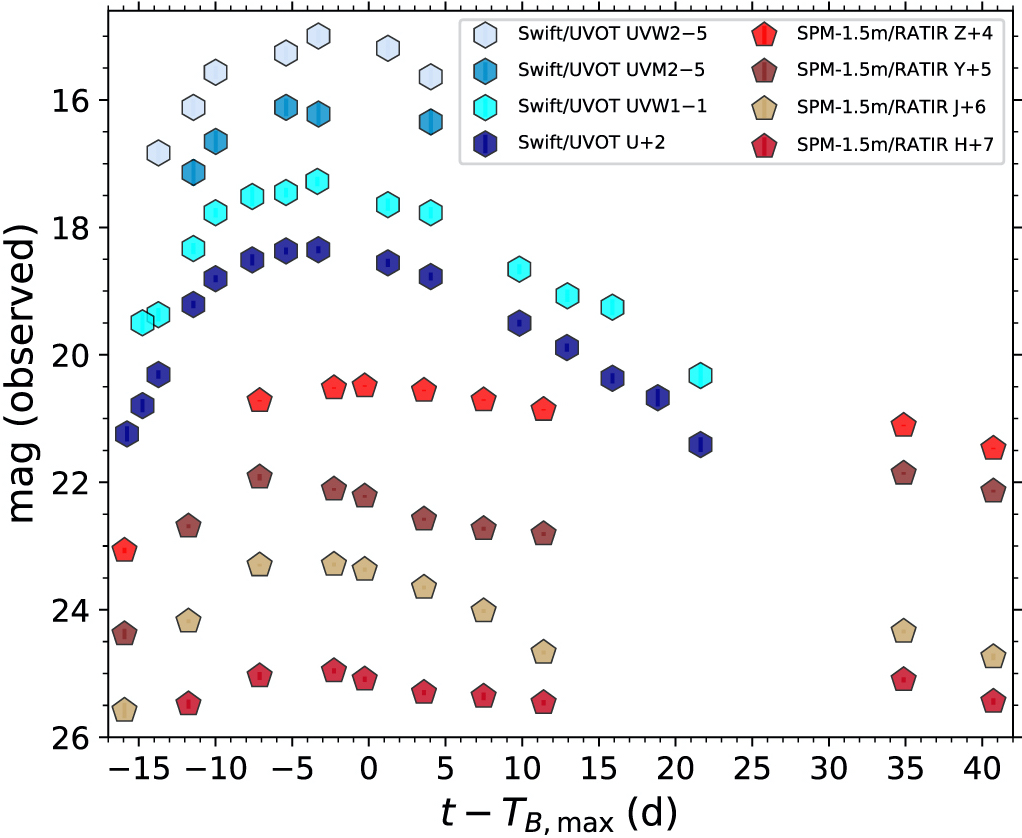 Swift/UVOT UVW2−5
Swift/UVOT UVM2−5
Swift/UVOT UVW1−1
Swift/UVOT U+2
SPM-1.5m/RATIR Z+4
SPM-1.5m/RATIR Y+5
SPM-1.5m/RATIR J+6
SPM-1.5m/RATIR H+7
mag (observed)
16
18
20
22
24
26
−15 −10 −5 0 5 10 15 20 25 30 35 40
t − T_{B, max} (d)